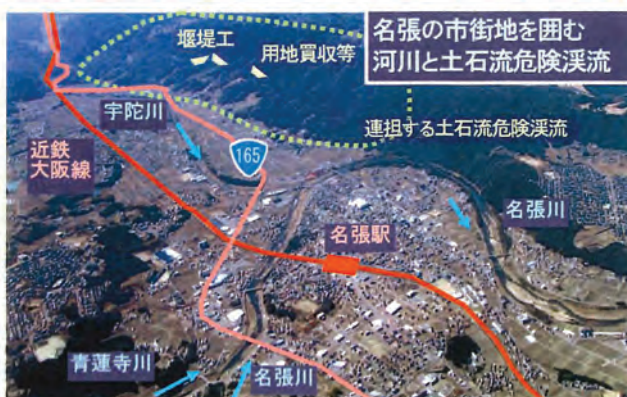 名張の市街地を囲む
河川と土石流危険渓流
堰堤工
用地買収等
連担する土石流危険渓流
宇陀川
165
近鉄
大阪線
名張駅
名張川
青蓮寺川
名張川